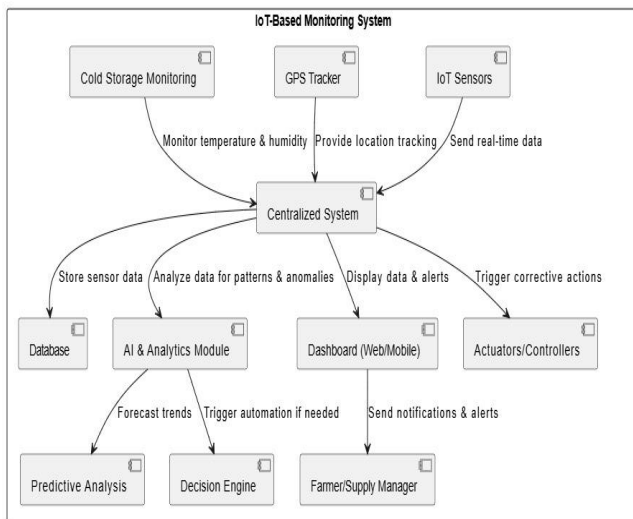 IoT-Based Monitoring System
Cold Storage Monitoring
GPS Tracker
IoT Sensors
Monitor temperature & humidity
Provide location tracking
Send real-time data
Centralized System
Store sensor data
Analyze data for patterns & anomalies
Display data & alerts
Trigger corrective actions
Database
AI & Analytics Module
Dashboard (Web/Mobile)
Actuators/Controllers
Forecast trends
Trigger automation if needed
Send notifications & alerts
Predictive Analysis
Decision Engine
Farmer/Supply Manager